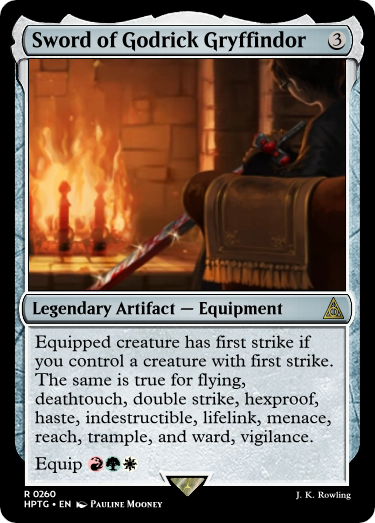 Sword of Godrick Gryffindor 3
Legendary Artifact — Equipment
Equipped creature has first strike if
you control a creature with first strike.
The same is true for flying,
deathtouch, double strike, hexproof,
haste, indestructible, lifelink, menace,
reach, trample, and ward, vigilance.
Equip
R 0260
HPTG • EN Pauline Mooney
J. K. Rowling